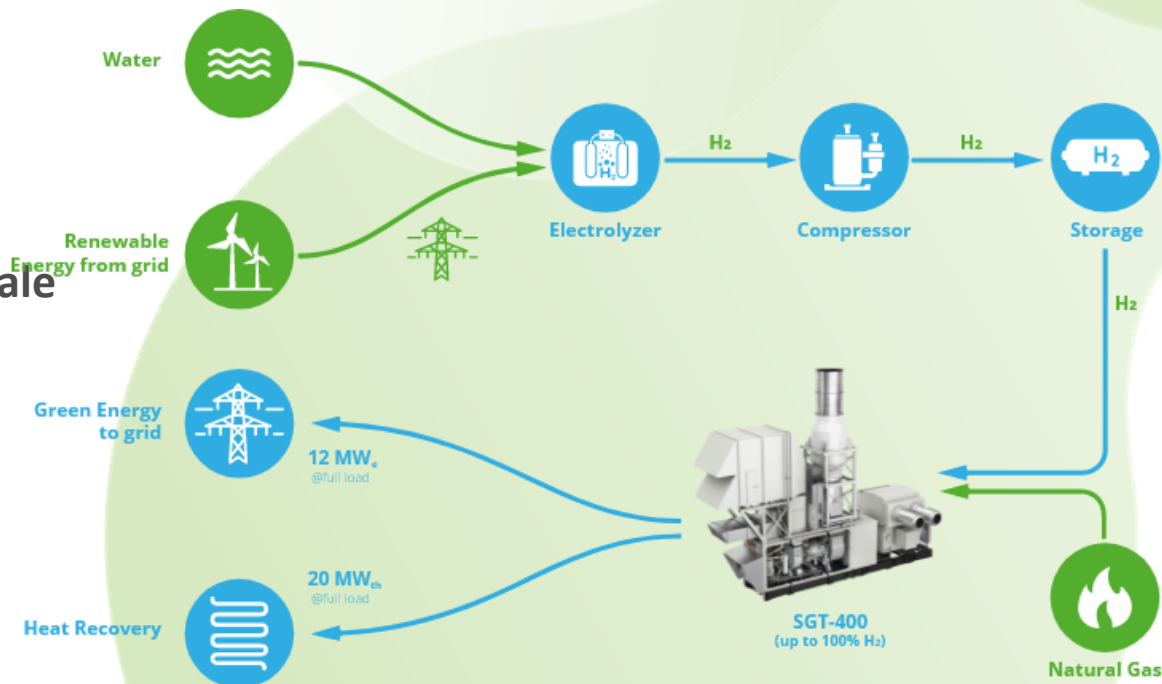 Water
Renewable
Energy from grid
ale
H₂
Electrolyzer
H₂
Compressor
H₂
H₂
Storage
H₂
Green Energy
to grid
12 MWₑ
@full load
20 MWₜₕ
@full load
Heat Recovery
SGT-400
(up to 100% H₂)
Natural Gas